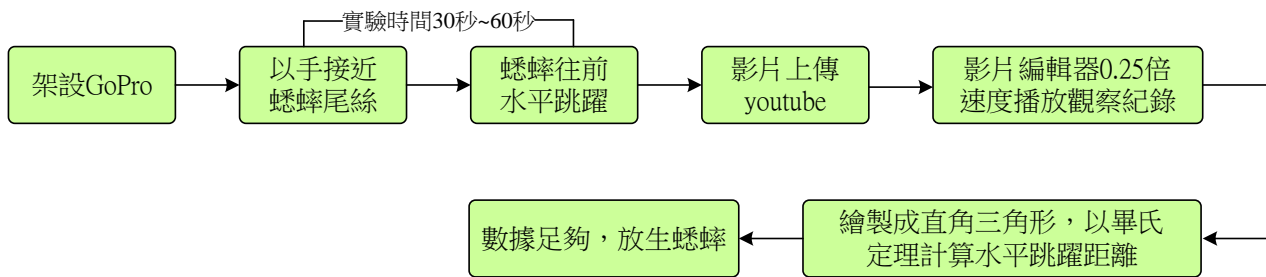 實驗時間30秒~60秒
架設GoPro
以手接近
蟋蟀尾絲
蟋蟀往前
水平跳躍
影片上傳
youtube
影片編輯器0.25倍
速度播放觀察紀錄
繪製成直角三角形，以畢氏
定理計算水平跳躍距離
數據足夠，放生蟋蟀